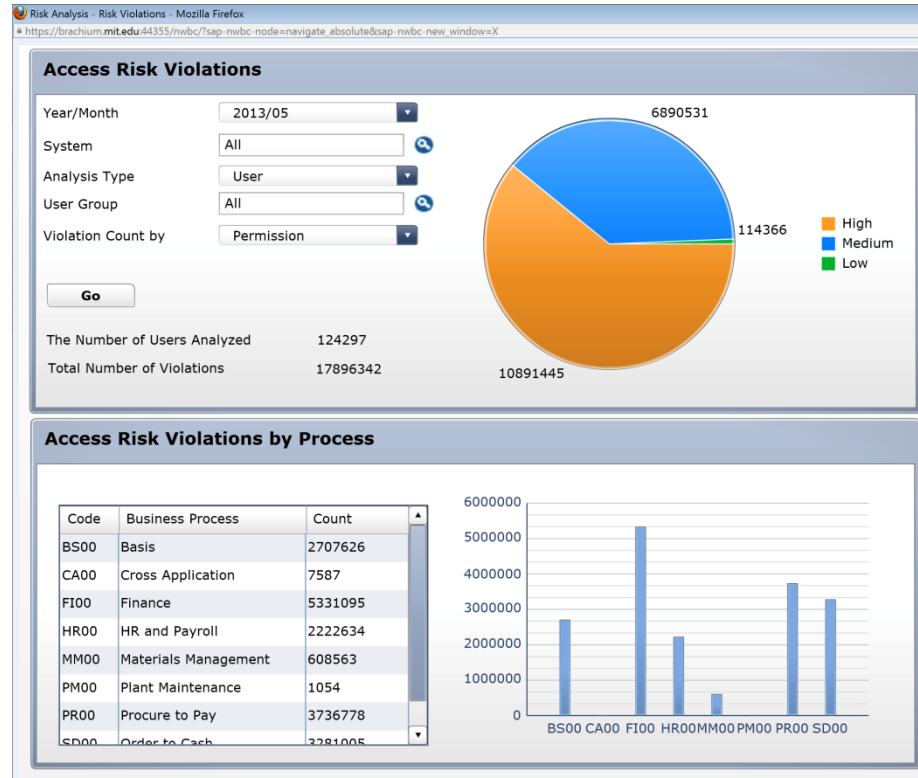 Risk Analysis - Risk Violations - Mozilla Firefox
https://brachium.mit.edu:44355/nwbc/?sap-nwbc-node=navigate_absolute&sap-nwbc-new_window=X
Access Risk Violations
Year/Month 2013/05
System All
Analysis Type User
User Group All
Violation Count by Permission
Go
The Number of Users Analyzed 124297
Total Number of Violations 17896342
6890531
114366
10891445
High
Medium
Low
Access Risk Violations by Process
Code Business Process Count
BS00 Basis 2707626
CA00 Cross Application 7587
FI00 Finance 5331095
HR00 HR and Payroll 2222634
MM00 Materials Management 608563
PM00 Plant Maintenance 1054
PR00 Procure to Pay 3736778
SD00 Order to Cash 3281005
6000000
5000000
4000000
3000000
2000000
1000000
0
BS00 CA00 FI00 HR00 MM00 PM00 PR00 SD00